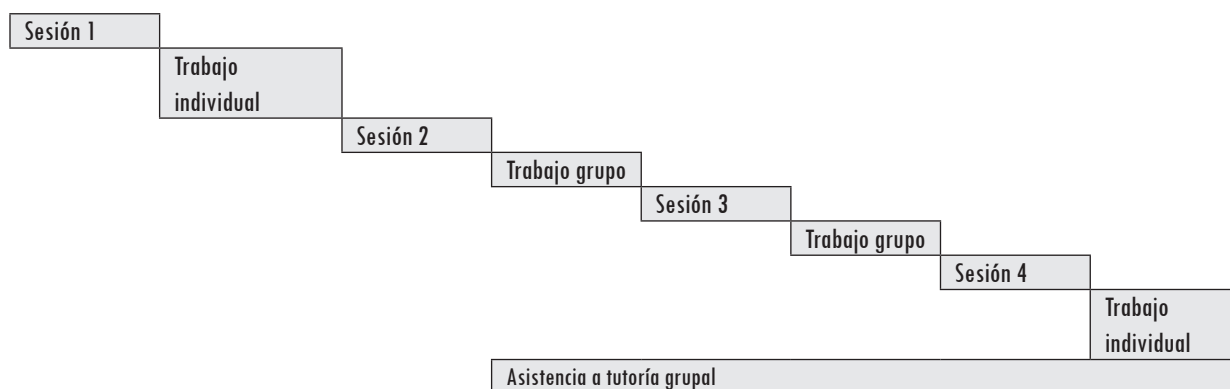 Sesión 1
Trabajo
individual
Sesión 2
Trabajo grupo
Sesión 3
Trabajo grupo
Sesión 4
Trabajo
individual
Asistencia a tutoría grupal